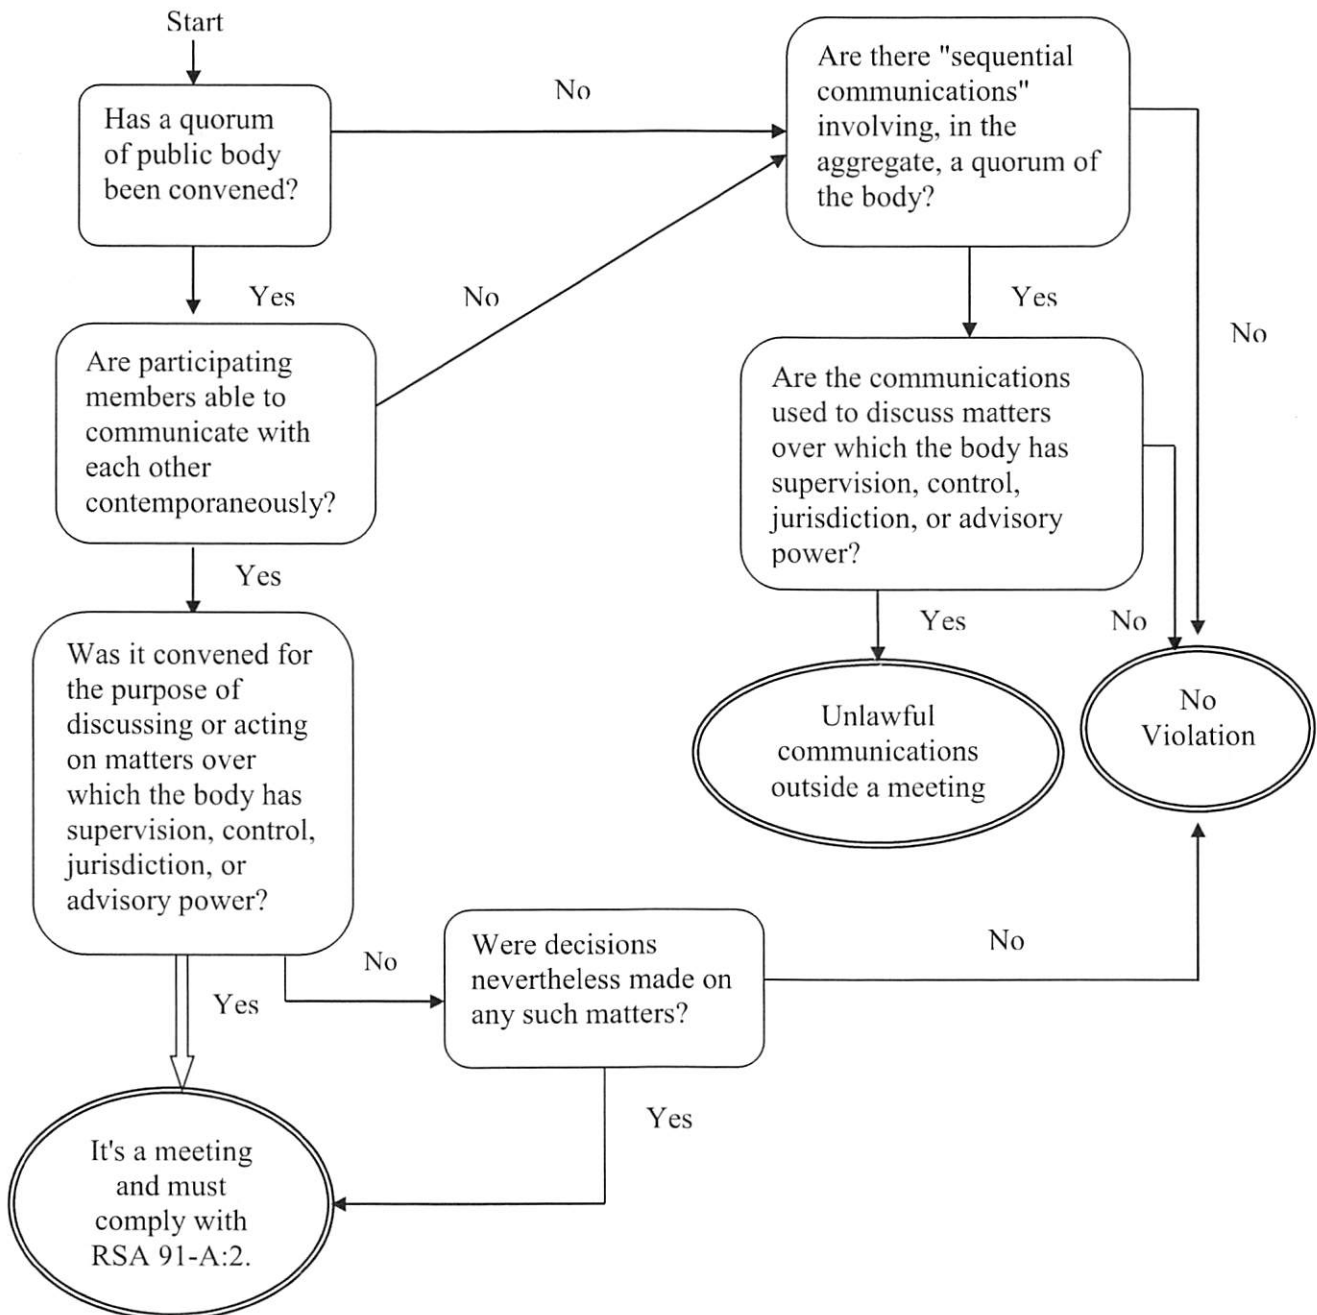 Start
Has a quorum
of public body
been convened?
No
Are there "sequential
communications"
involving, in the
aggregate, a quorum of
the body?
Yes
No
Yes
No
Are participating
members able to
communicate with
each other
contemporaneously?
Are the communications
used to discuss matters
over which the body has
supervision, control,
jurisdiction, or advisory
power?
Yes
Yes
No
Was it convened for
the purpose of
discussing or acting
on matters over
which the body has
supervision, control,
jurisdiction, or
advisory power?
Unlawful
communications
outside a meeting
No
Violation
No
Yes
Were decisions
nevertheless made on
any such matters?
No
Yes
It's a meeting
and must
comply with
RSA 91-A:2.